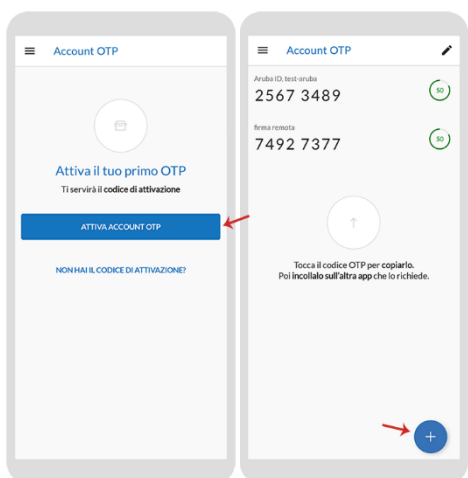 Account OTP
Attiva il tuo primo OTP
Ti servirà il codice di attivazione
ATTIVA ACCOUNT OTP
NON HAI IL CODICE DI ATTIVAZIONE?
Account OTP
Aruba ID, test-aruba
2567 3489
50
firma remota
7492 7377
50
Tocca il codice OTP per copiarlo.
Poi incollalo sull'altra app che lo richiede.